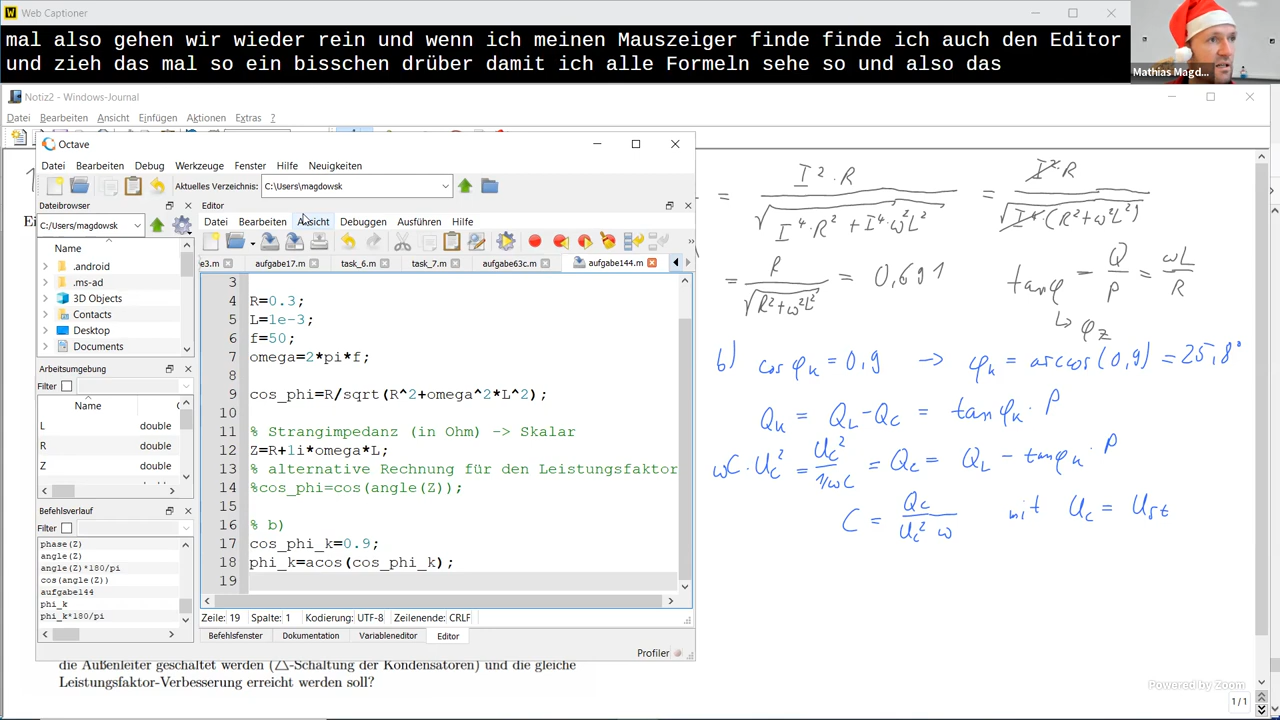 Web Captioner
mal also gehen wir wieder rein und wenn ich meinen Mauszeiger finde finde ich auch den Editor
und zieh das mal so ein bisschen drüber damit ich alle Formeln sehe so und also das
Mathias Magd...
Notiz2 - Windows-Journal
Datei Bearbeiten Ansicht Einfügen Aktionen Extras ?
Octave
Datei Bearbeiten Debug Werkzeuge Fenster Hilfe Neuigkeiten
Aktuelles Verzeichnis: C:\Users\magdowsk
Dateibrowser
C:/Users/magdowsk
Name
.android
.ms-ad
3D Objects
Contacts
Desktop
Documents
Arbeitsumgebung
Filter
Name
L double
R double
Z double
Befehlsverlauf
Filter
phase(Z)
angle(Z)
angle(Z)*180/pi
cos(angle(Z))
aufgabe144
phi_k
phi_k*180/pi
Editor
Datei Bearbeiten Ansicht Debuggen Ausführen Hilfe
e3.m aufgabe17.m task_6.m task_7.m aufgabe63c.m aufgabe144.m
3
4 R=0.3;
5 L=1e-3;
6 f=50;
7 omega=2*pi*f;
8
9 cos_phi=R/sqrt(R^2+omega^2*L^2);
10
11 % Strangimpedanz (in Ohm) -> Skalar
12 Z=R+1i*omega*L;
13 % alternative Rechnung für den Leistungsfaktor
14 %cos_phi=cos(angle(Z));
15
16 % b)
17 cos_phi_k=0.9;
18 phi_k=acos(cos_phi_k);
19
Zeile: 19 Spalte: 1 Kodierung: UTF-8 Zeilenende: CRLF
Befehlsfenster Dokumentation Variableneditor Editor
Profiler
die Außenleiter geschaltet werden (△-Schaltung der Kondensatoren) und die gleiche
Leistungsfaktor-Verbesserung erreicht werden soll?
= I²·R / √(I⁴·R² + I⁴·ω²L²) = I²·R / √(I⁴(R²+ω²L²))
= R / √(R²+ω²L²) = 0,691 tanφ = Q/P = ωL/R
↳ φz
b) cos φk = 0,9 → φk = arccos(0,9) = 25,8°
Qk = QL - QC = tanφk · P
ωC·Uc² = Uc² / 1/ωC = Qc = QL - tanφk · P
C = Qc / Uc² ω mit Uc = Ust
Powered by Zoom
1/1